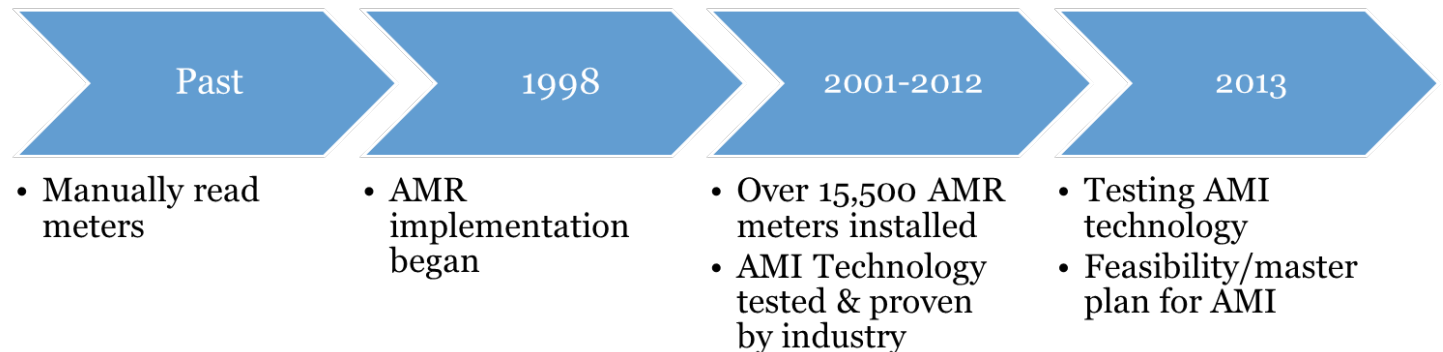 Past
1998
2001-2012
2013
• Manually read
meters
• AMR
implementation
began
• Over 15,500 AMR
meters installed
• AMI Technology
tested & proven
by industry
• Testing AMI
technology
• Feasibility/master
plan for AMI